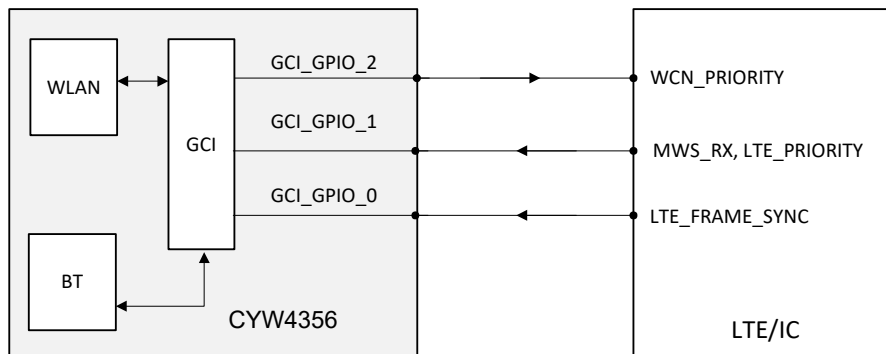 GCI_GPIO_2
WLAN
WCN_PRIORITY
GCI_GPIO_1
GCI
MWS_RX, LTE_PRIORITY
GCI_GPIO_0
LTE_FRAME_SYNC
BT
CYW4356
LTE/IC